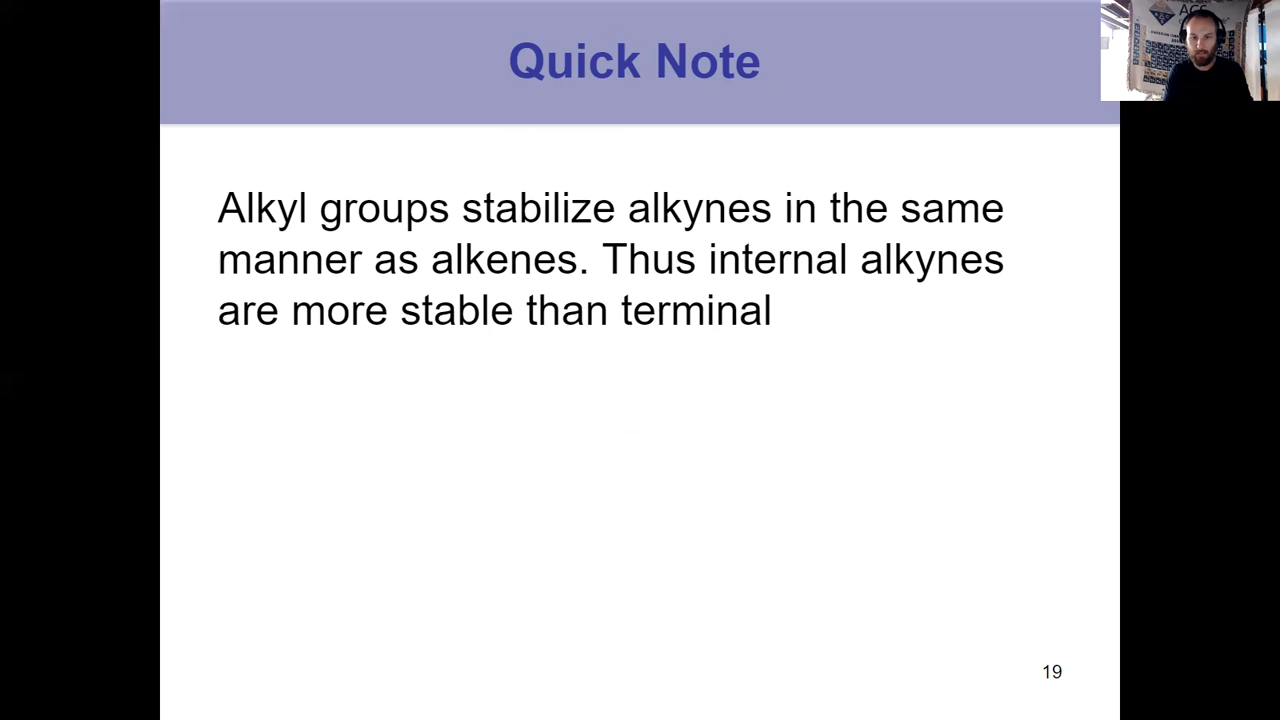 Quick Note
ACS
Alkyl groups stabilize alkynes in the same
manner as alkenes. Thus internal alkynes
are more stable than terminal
19